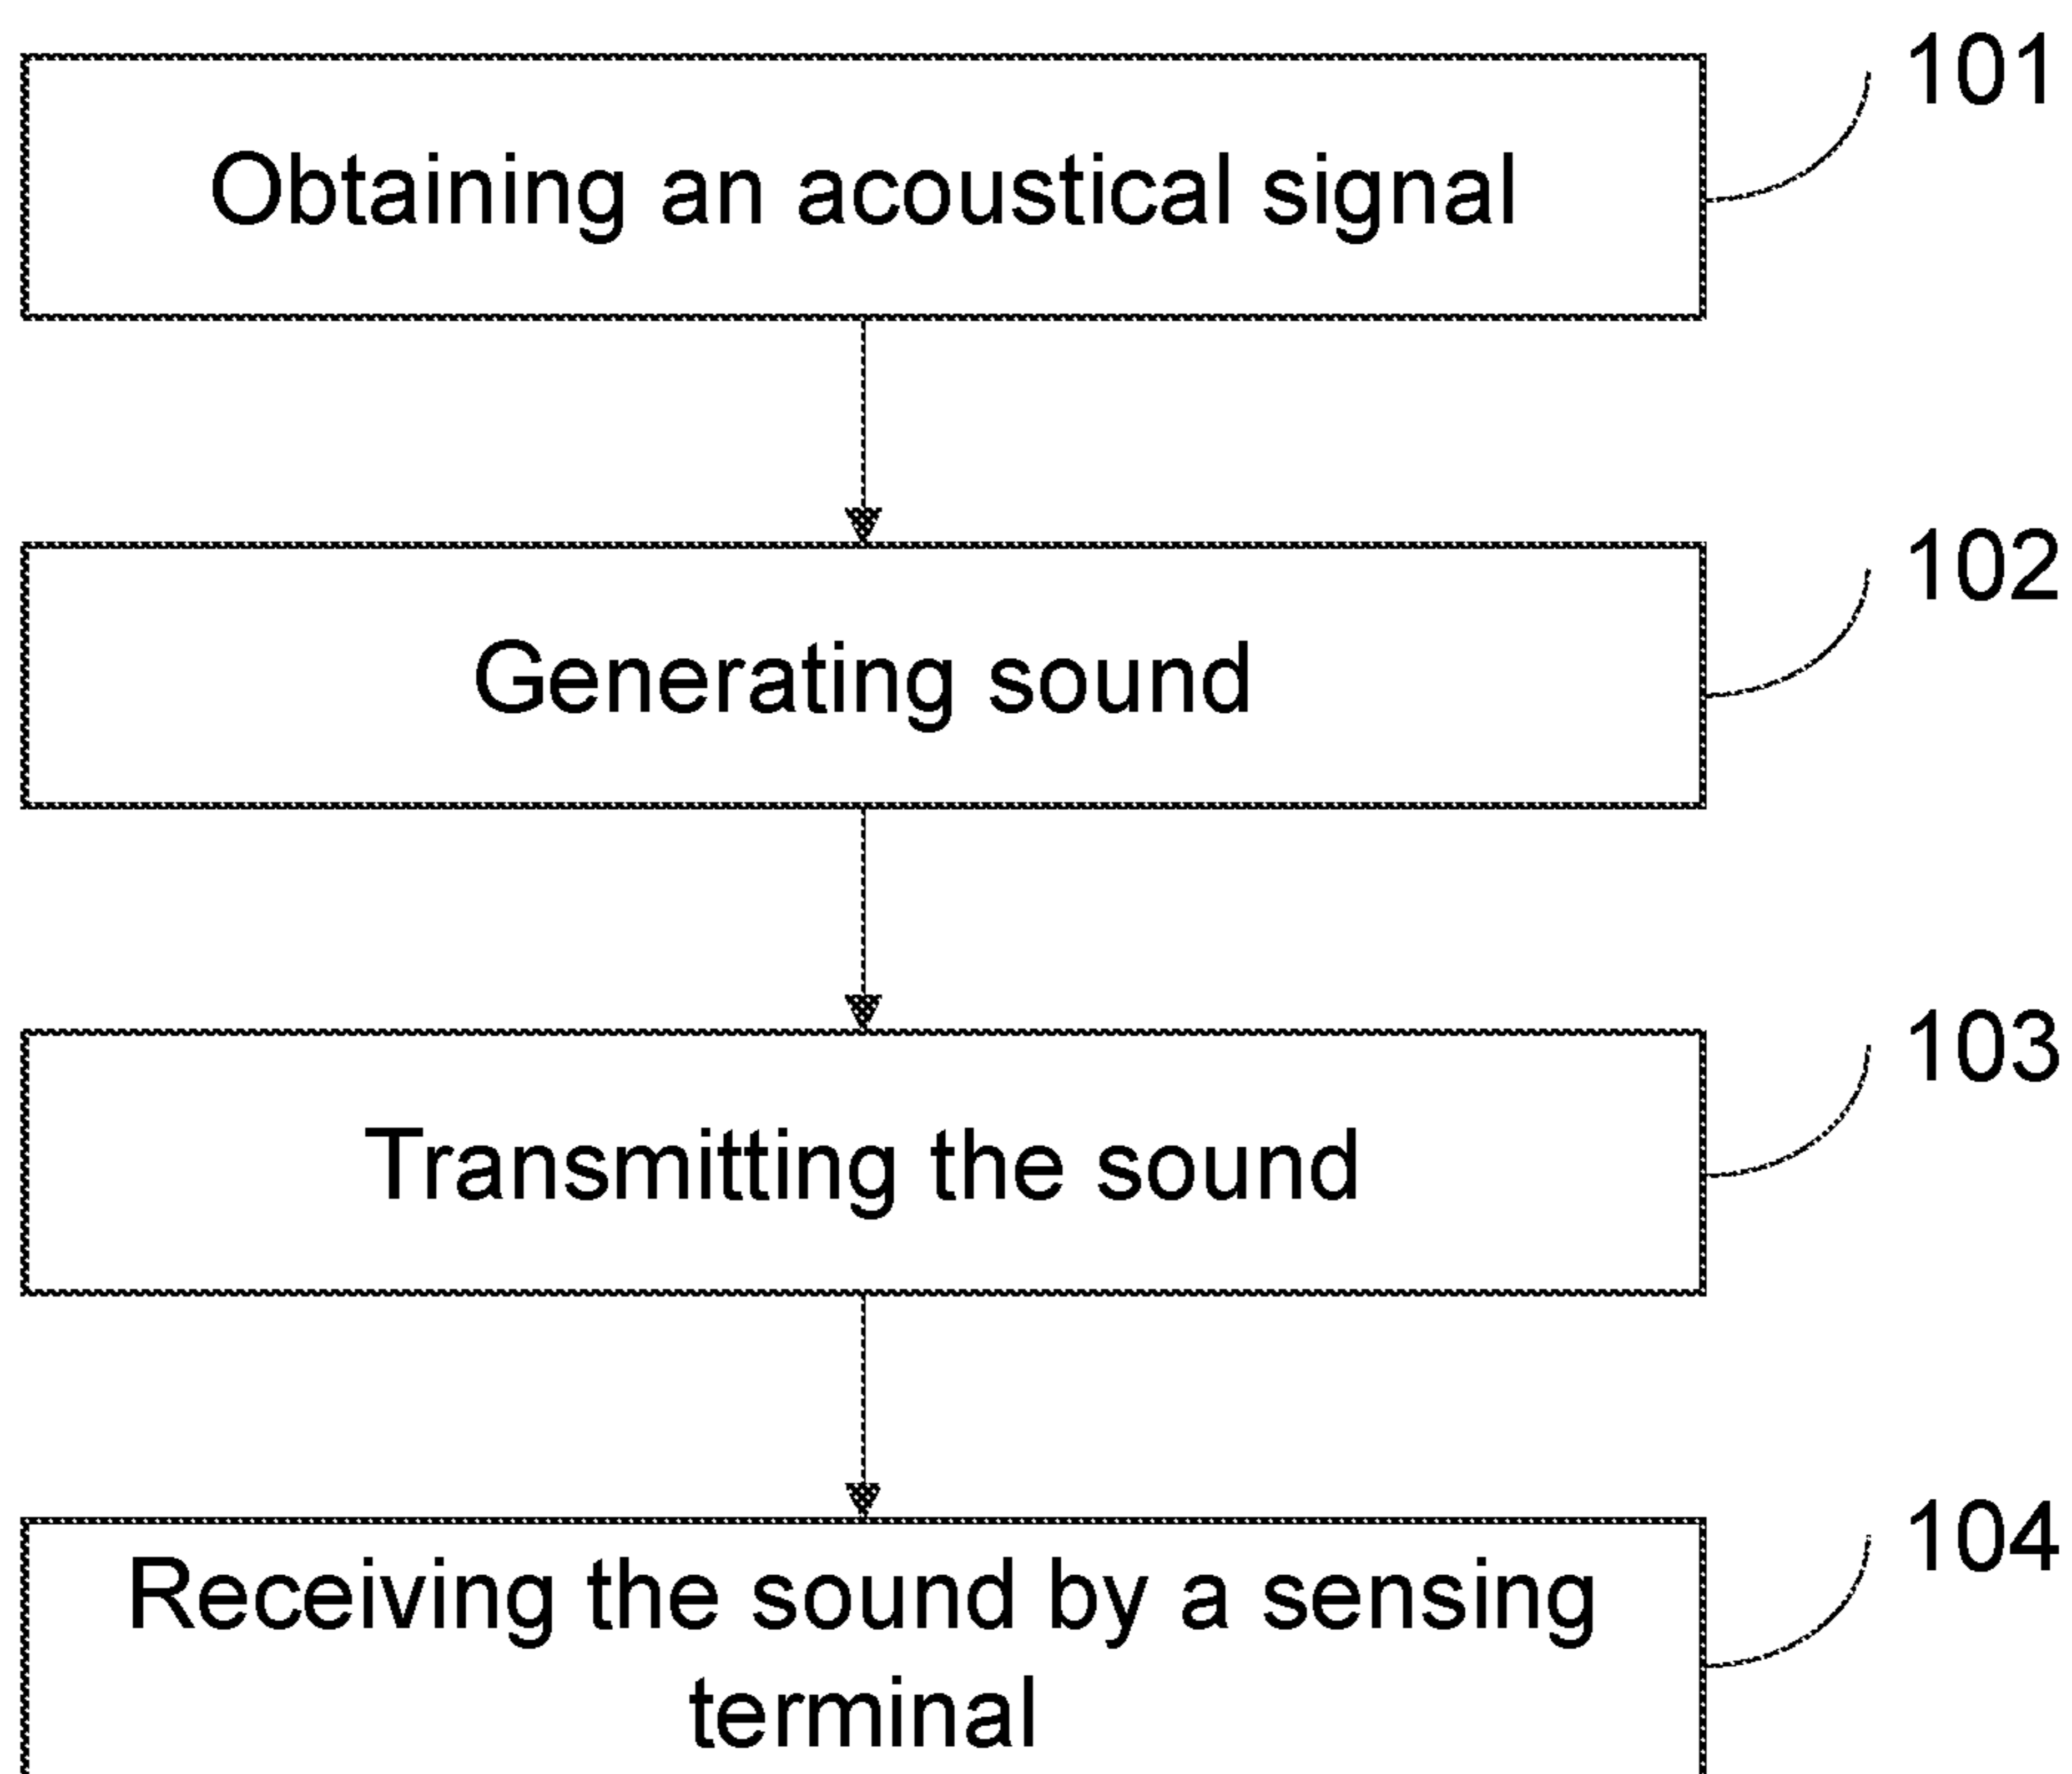 101
Obtaining an acoustical signal
102
Generating sound
103
Transmitting the sound
104
Receiving the sound by a sensing
terminal